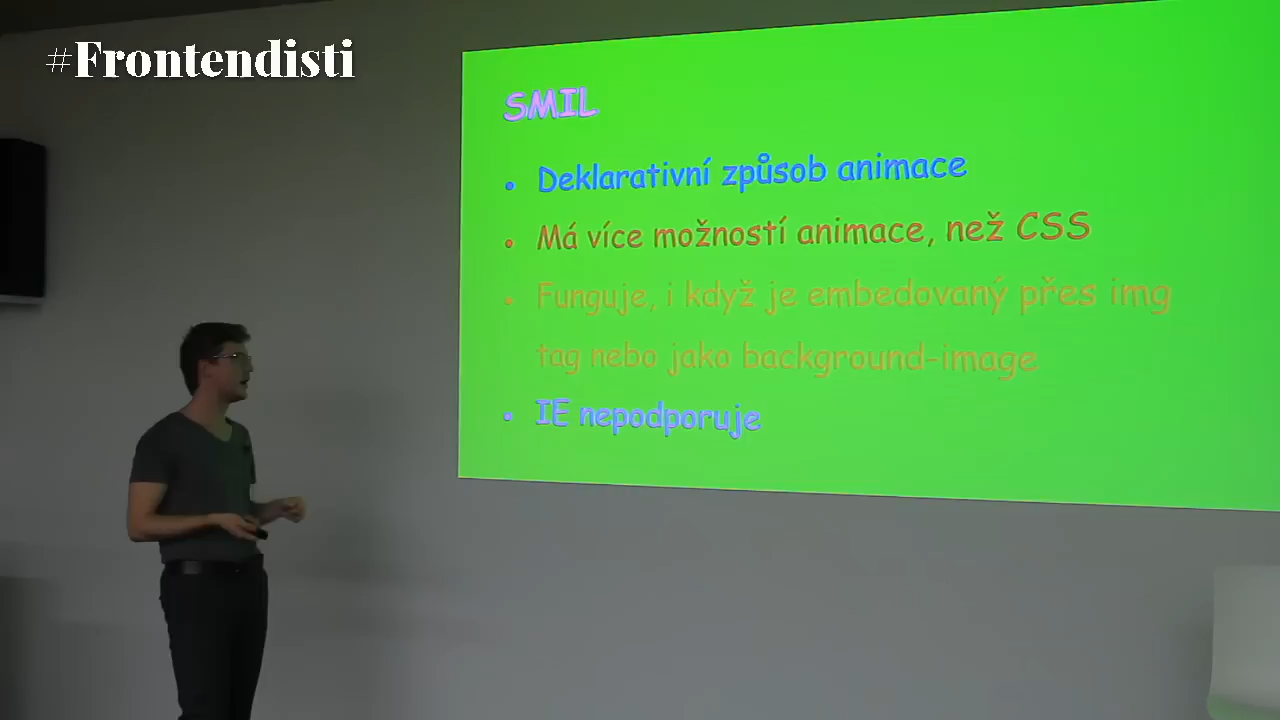 #Frontendisti
SMIL
• Deklarativní způsob animace
• Má více možností animace, než CSS
• Funguje, i když je embedovaný přes img
tag nebo jako background-image
• IE nepodporuje